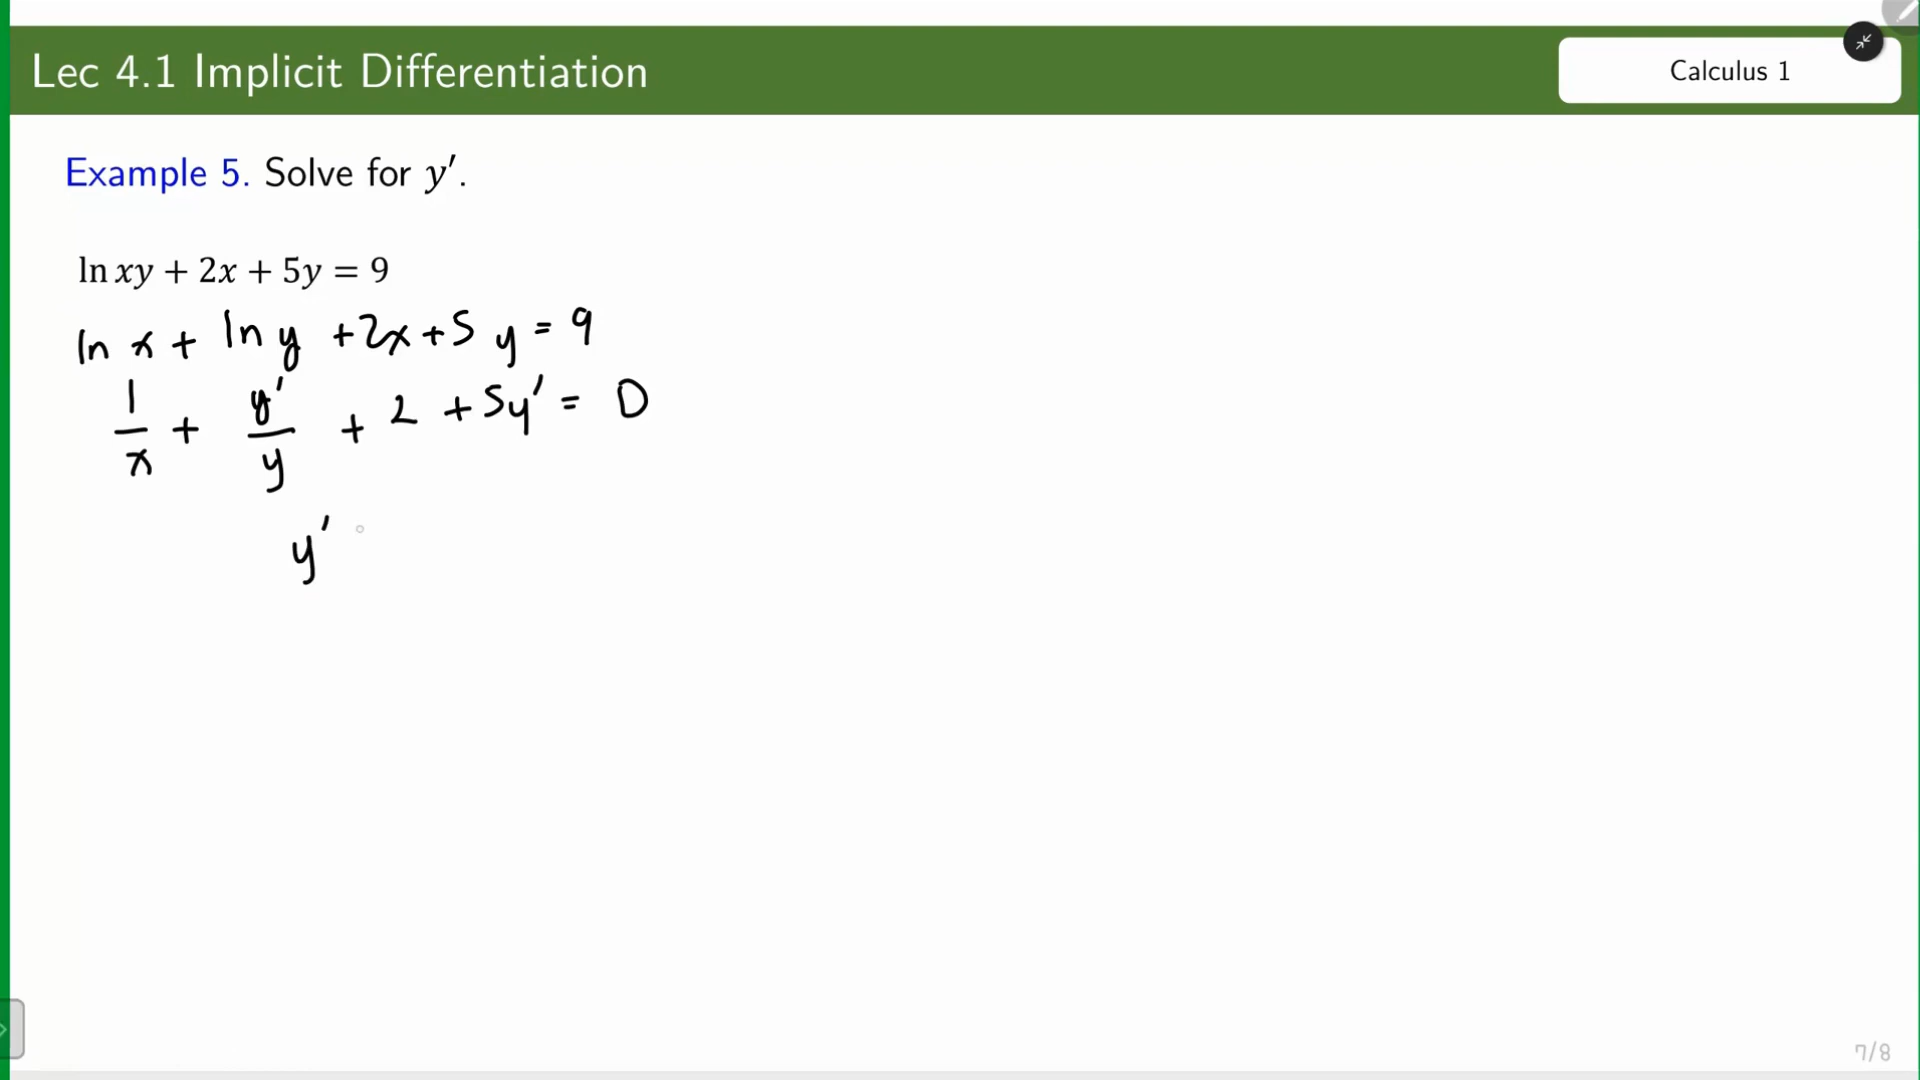 Lec 4.1 Implicit Differentiation
Calculus 1
Example 5. Solve for y′.
ln xy + 2x + 5y = 9
ln x + ln y + 2x + 5y = 9
1/x + y′/y + 2 + 5y′ = 0
y′
7/8